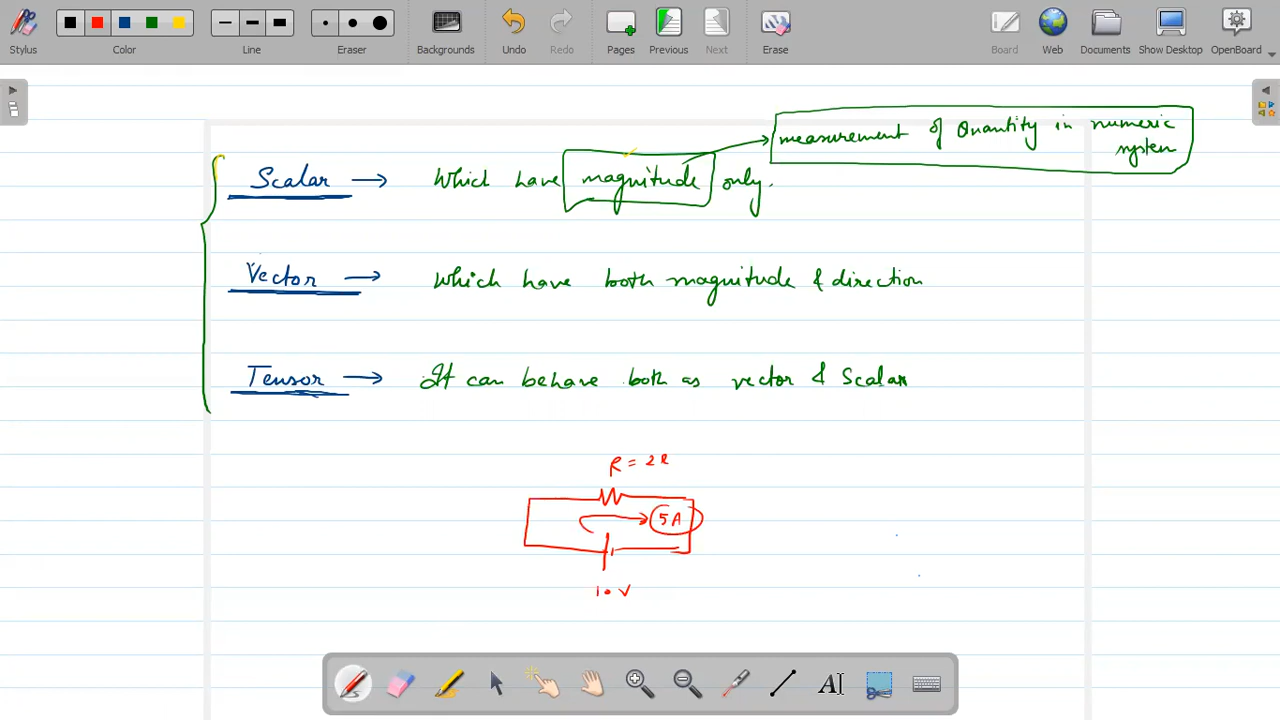 Stylus Color Line Eraser Backgrounds Undo Redo Pages Previous Next Erase Board Web Documents Show Desktop OpenBoard
measurement of Quantity in numeric
system
Scalar → Which have magnitude only.
Vector → Which have both magnitude & direction
Tensor → It can behave both as vector & Scalar
R = 2
5A
10 V
AI